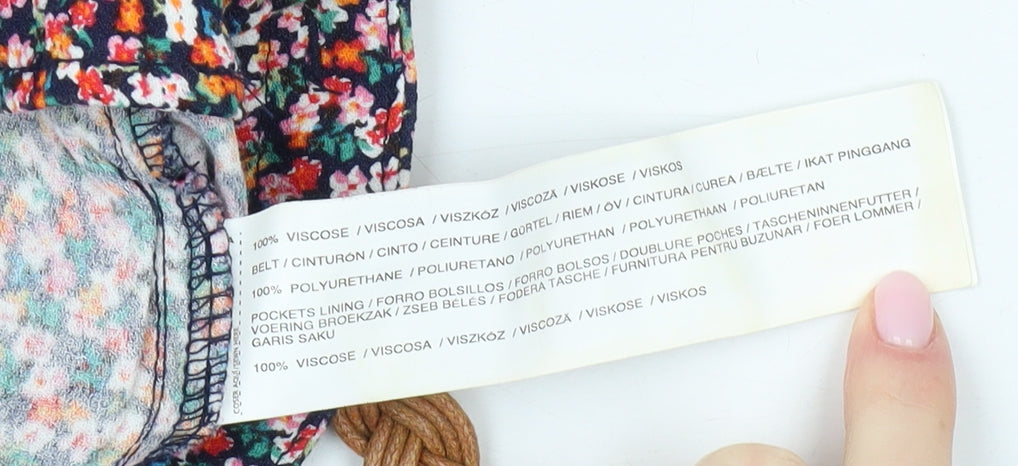 100% VISCOSE / VISCOSA / VISZKÓZ / VISCOZĂ / VISKOSE / VISKOS
BELT / CINTURÓN / CINTO / CEINTURE / GÜRTEL / RIEM / ÖV / CINTURA / CUREA / BÆLTE / IKAT PINGGANG
100% POLYURETHANE / POLIURETANO / POLYURETHAN / POLYURETHAAN / POLIURETAN
POCKETS LINING / FORRO BOLSILLOS / FORRO BOLSOS / DOUBLURE POCHES / TASCHENINNENFUTTER /
VOERING BROEKZAK / ZSEB BÉLÉS / FODERA TASCHE / FURNITURA PENTRU BUZUNAR / FOER LOMMER /
GARIS SAKU
100% VISCOSE / VISCOSA / VISZKÓZ / VISCOZĂ / VISKOSE / VISKOS
COSER AQUÍ